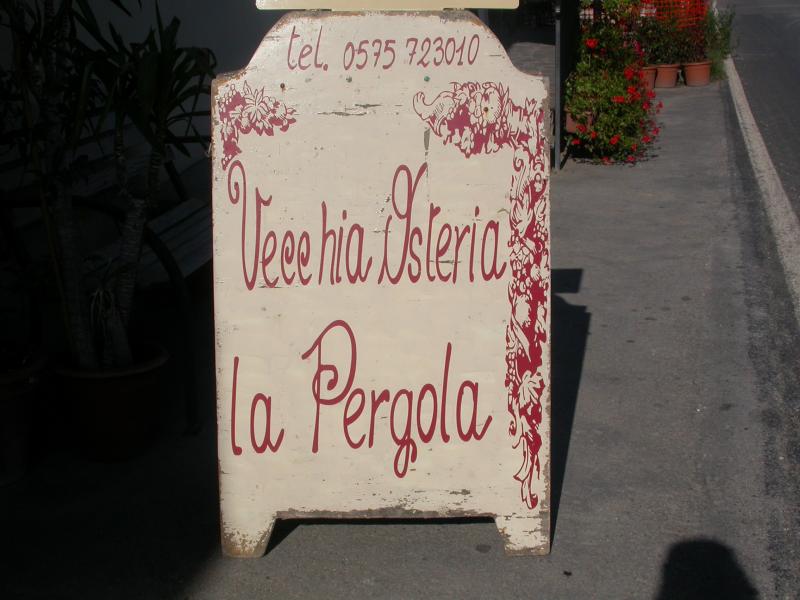 tel. 0575 723010
Vecchia Osteria
la Pergola